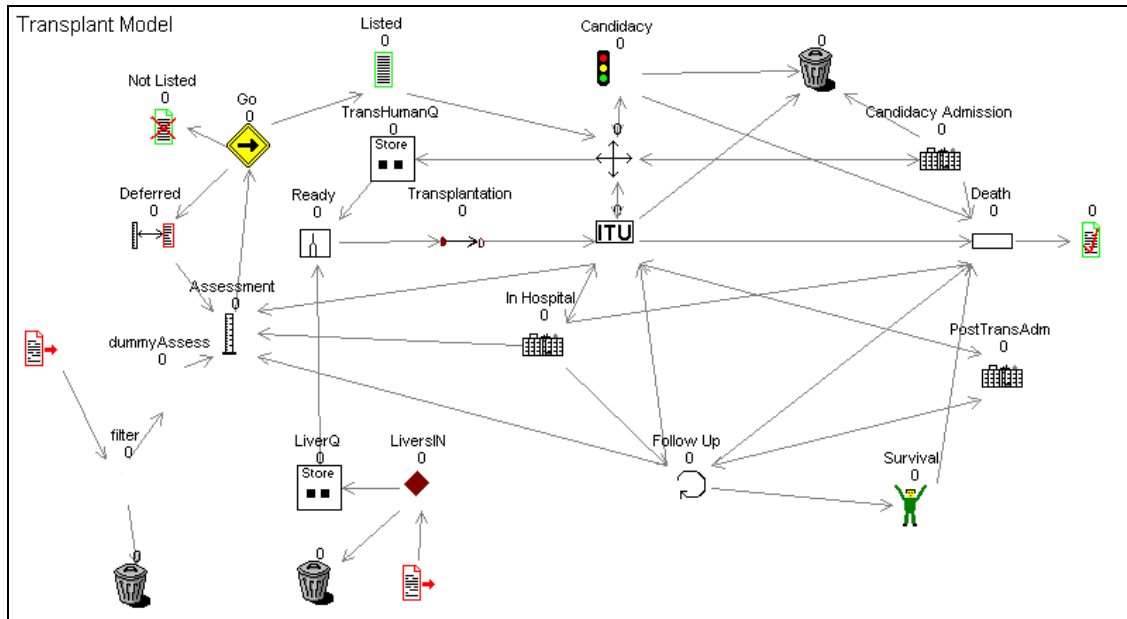 Transplant Model
Listed
0
Candidacy
0
0
Not Listed
0
Go
0
TransHumanQ
0
Store
0
Candidacy Admission
0
Deferred
0
Ready
0
Transplantation
0
0
ITU
Death
0
0
Assessment
0
In Hospital
0
PostTransAdm
0
dummyAssess
0
filter
0
LiverQ
0
Store
LiversIN
0
Follow Up
0
Survival
0
0
0